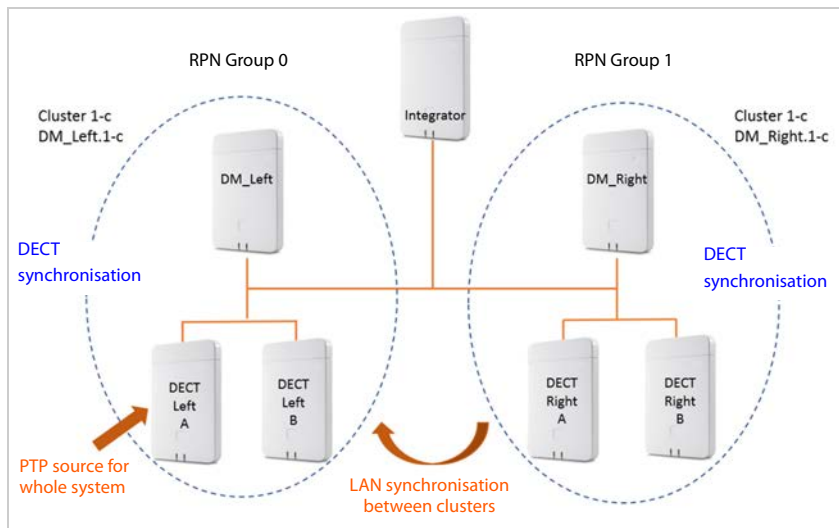 RPN Group 0
RPN Group 1
Integrator
Cluster 1-c
DM_Left.1-c
Cluster 1-c
DM_Right.1-c
DM_Left
DM_Right
DECT
synchronisation
DECT
synchronisation
DECT
Left
A
DECT
Left
B
DECT
Right
A
DECT
Right
B
PTP source for
whole system
LAN synchronisation
between clusters